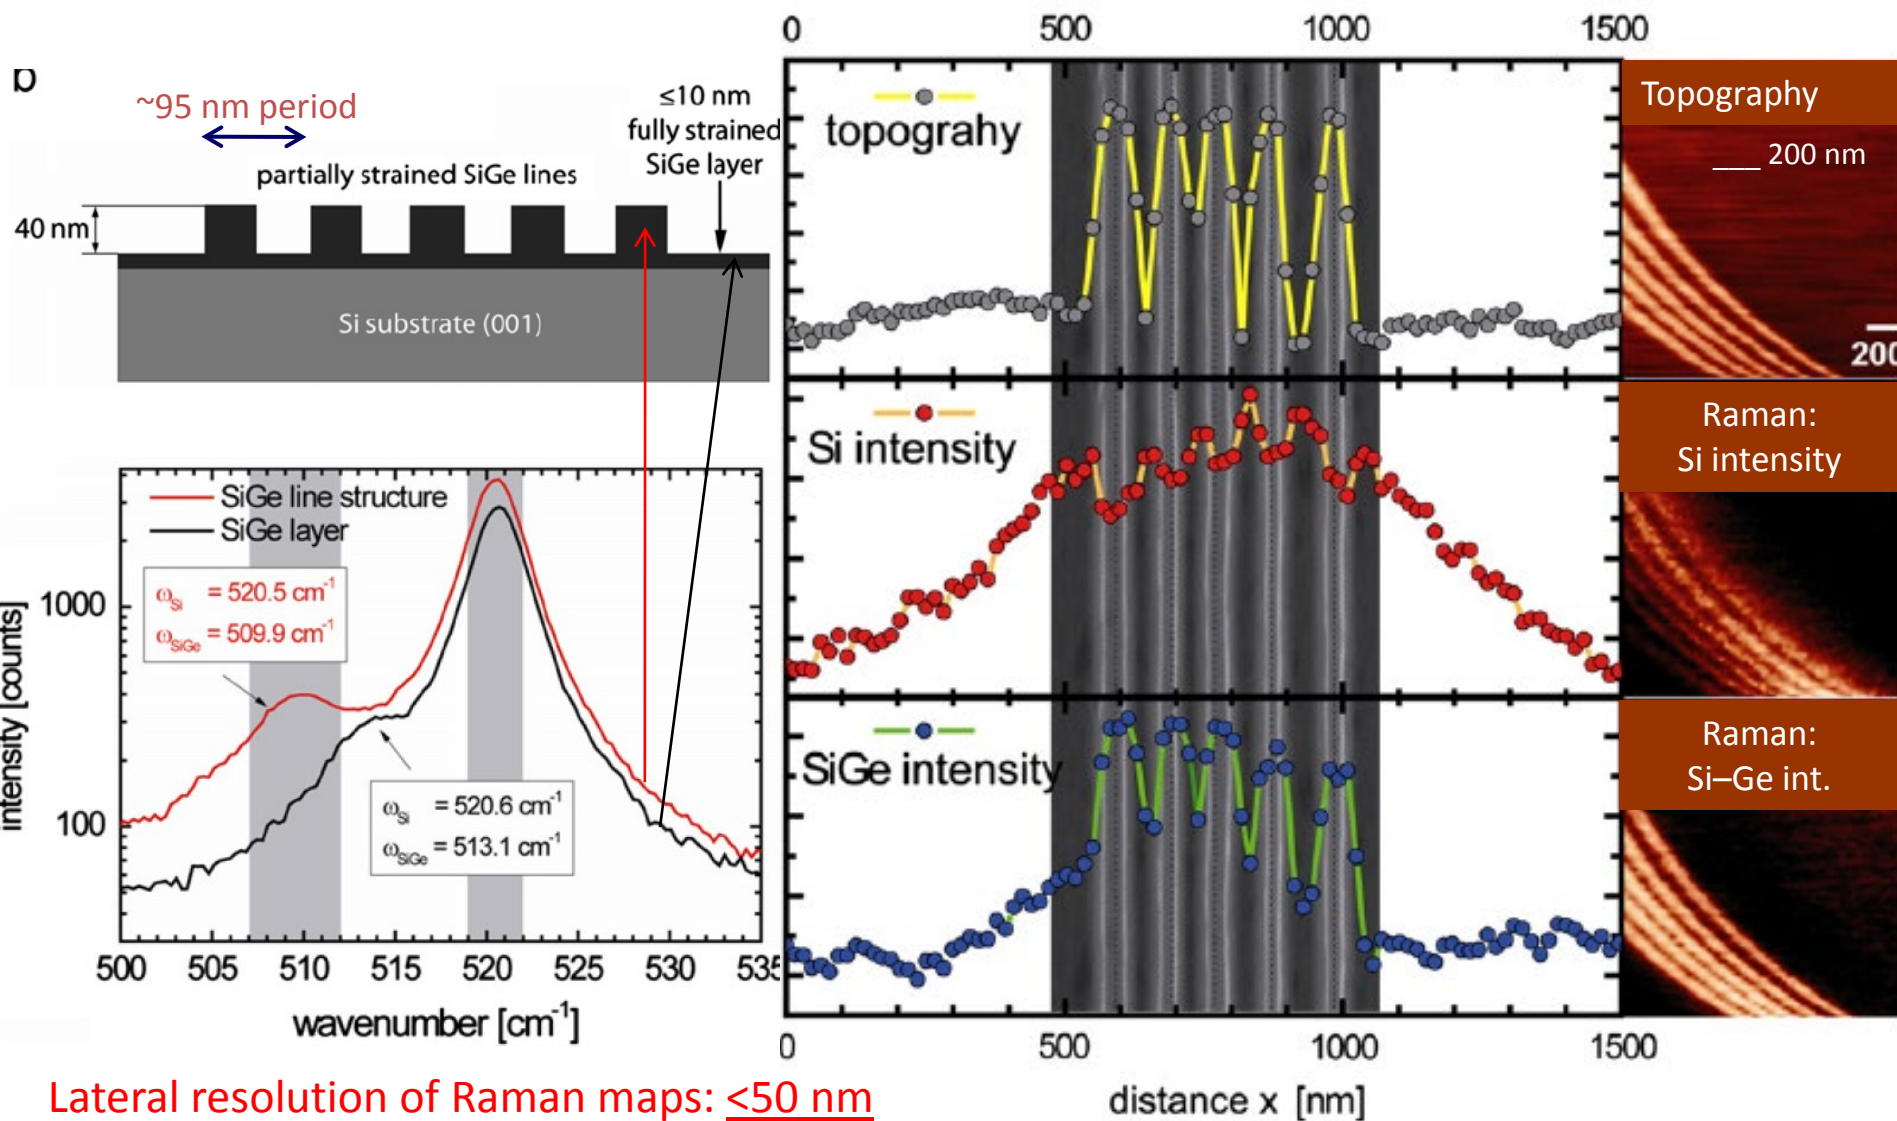 b
~95 nm period
≤10 nm
fully strained
SiGe layer
partially strained SiGe lines
40 nm
Si substrate (001)
SiGe line structure
SiGe layer
ωSi = 520.5 cm-1
ωSiGe = 509.9 cm-1
ωSi = 520.6 cm-1
ωSiGe = 513.1 cm-1
intensity [counts]
1000
100
500 505 510 515 520 525 530 535
wavenumber [cm-1]
Lateral resolution of Raman maps: <50 nm
0 500 1000 1500
topograhy
Si intensity
SiGe intensity
0 500 1000 1500
distance x [nm]
Topography
___ 200 nm
200
Raman:
Si intensity
Raman:
Si–Ge int.